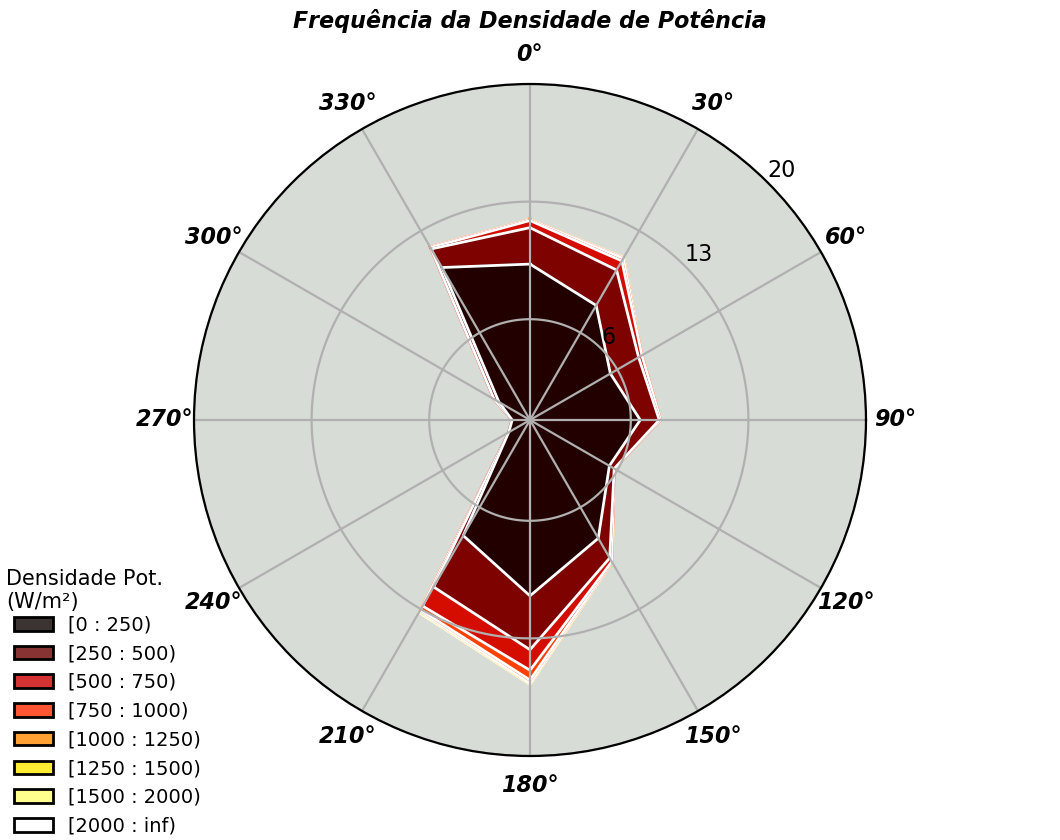 Frequência da Densidade de Potência
0°
330°
30°
20
300°
60°
13
6
270°
90°
240°
120°
210°
150°
180°
Densidade Pot.
(W/m²)
[0 : 250)
[250 : 500)
[500 : 750)
[750 : 1000)
[1000 : 1250)
[1250 : 1500)
[1500 : 2000)
[2000 : inf)